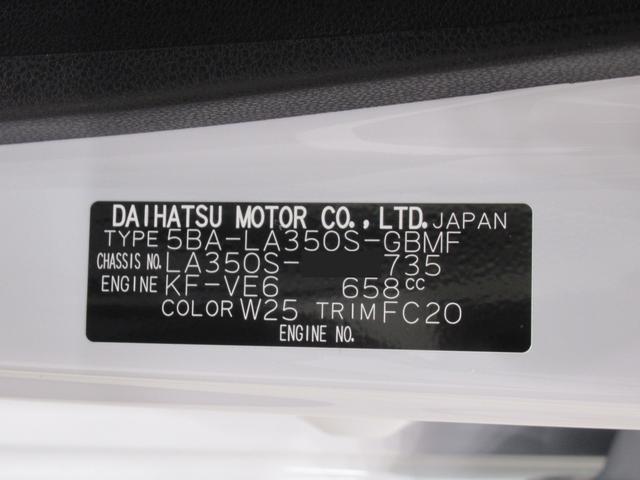 DAIHATSU MOTOR CO., LTD. JAPAN
TYPE 5BA-LA350S-GBMF
CHASSIS NO. LA350S- 735
ENGINE KF-VE6 658cc
COLOR W25 TRIM FC20
ENGINE NO.